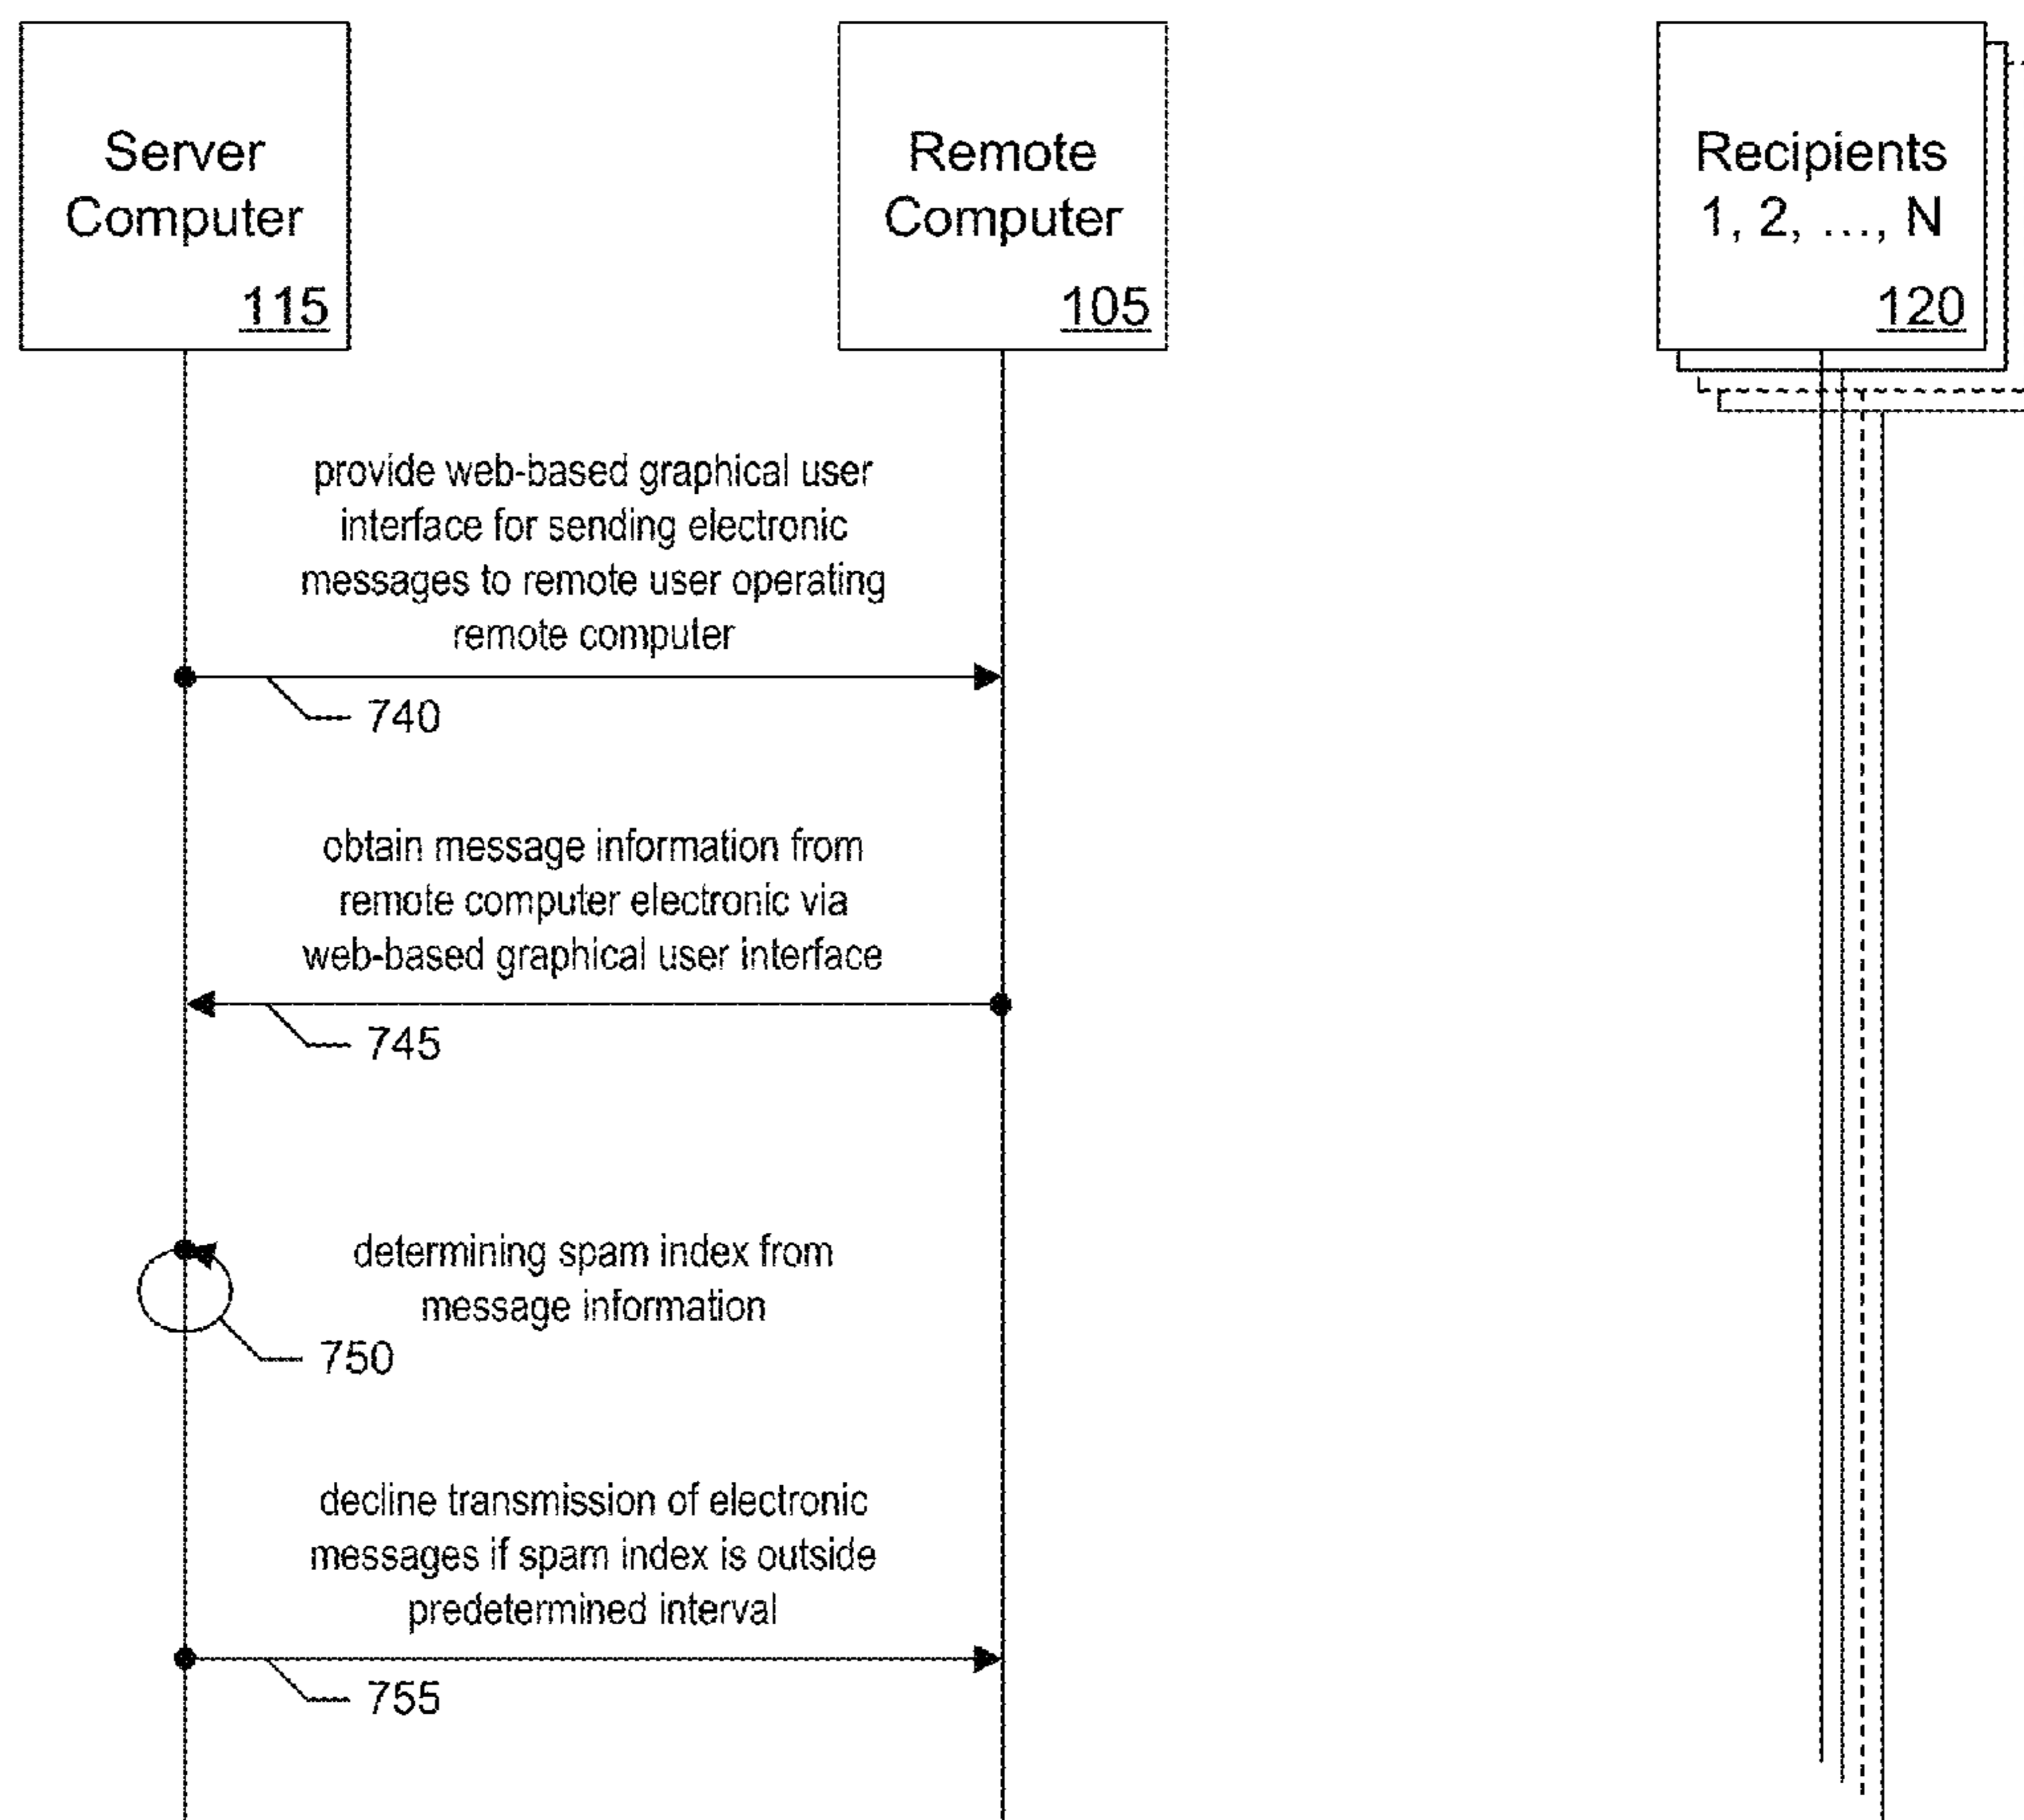 Server
Computer
115
Remote
Computer
105
Recipients
1, 2, ..., N
120
provide web-based graphical user
interface for sending electronic
messages to remote user operating
remote computer
740
obtain message information from
remote computer electronic via
web-based graphical user interface
745
determining spam index from
message information
750
decline transmission of electronic
messages if spam index is outside
predetermined interval
755